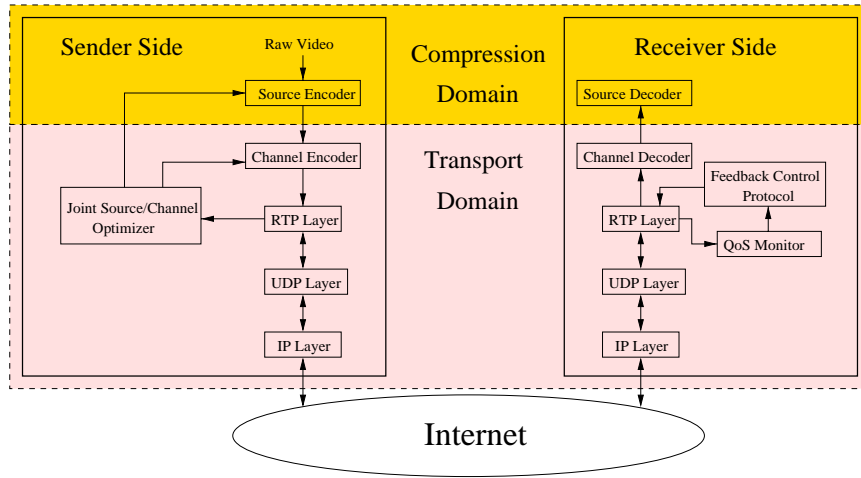 Sender Side
Raw Video
Source Encoder
Channel Encoder
Joint Source/Channel
Optimizer
RTP Layer
UDP Layer
IP Layer
Compression
Domain
Transport
Domain
Receiver Side
Source Decoder
Channel Decoder
Feedback Control
Protocol
RTP Layer
QoS Monitor
UDP Layer
IP Layer
Internet